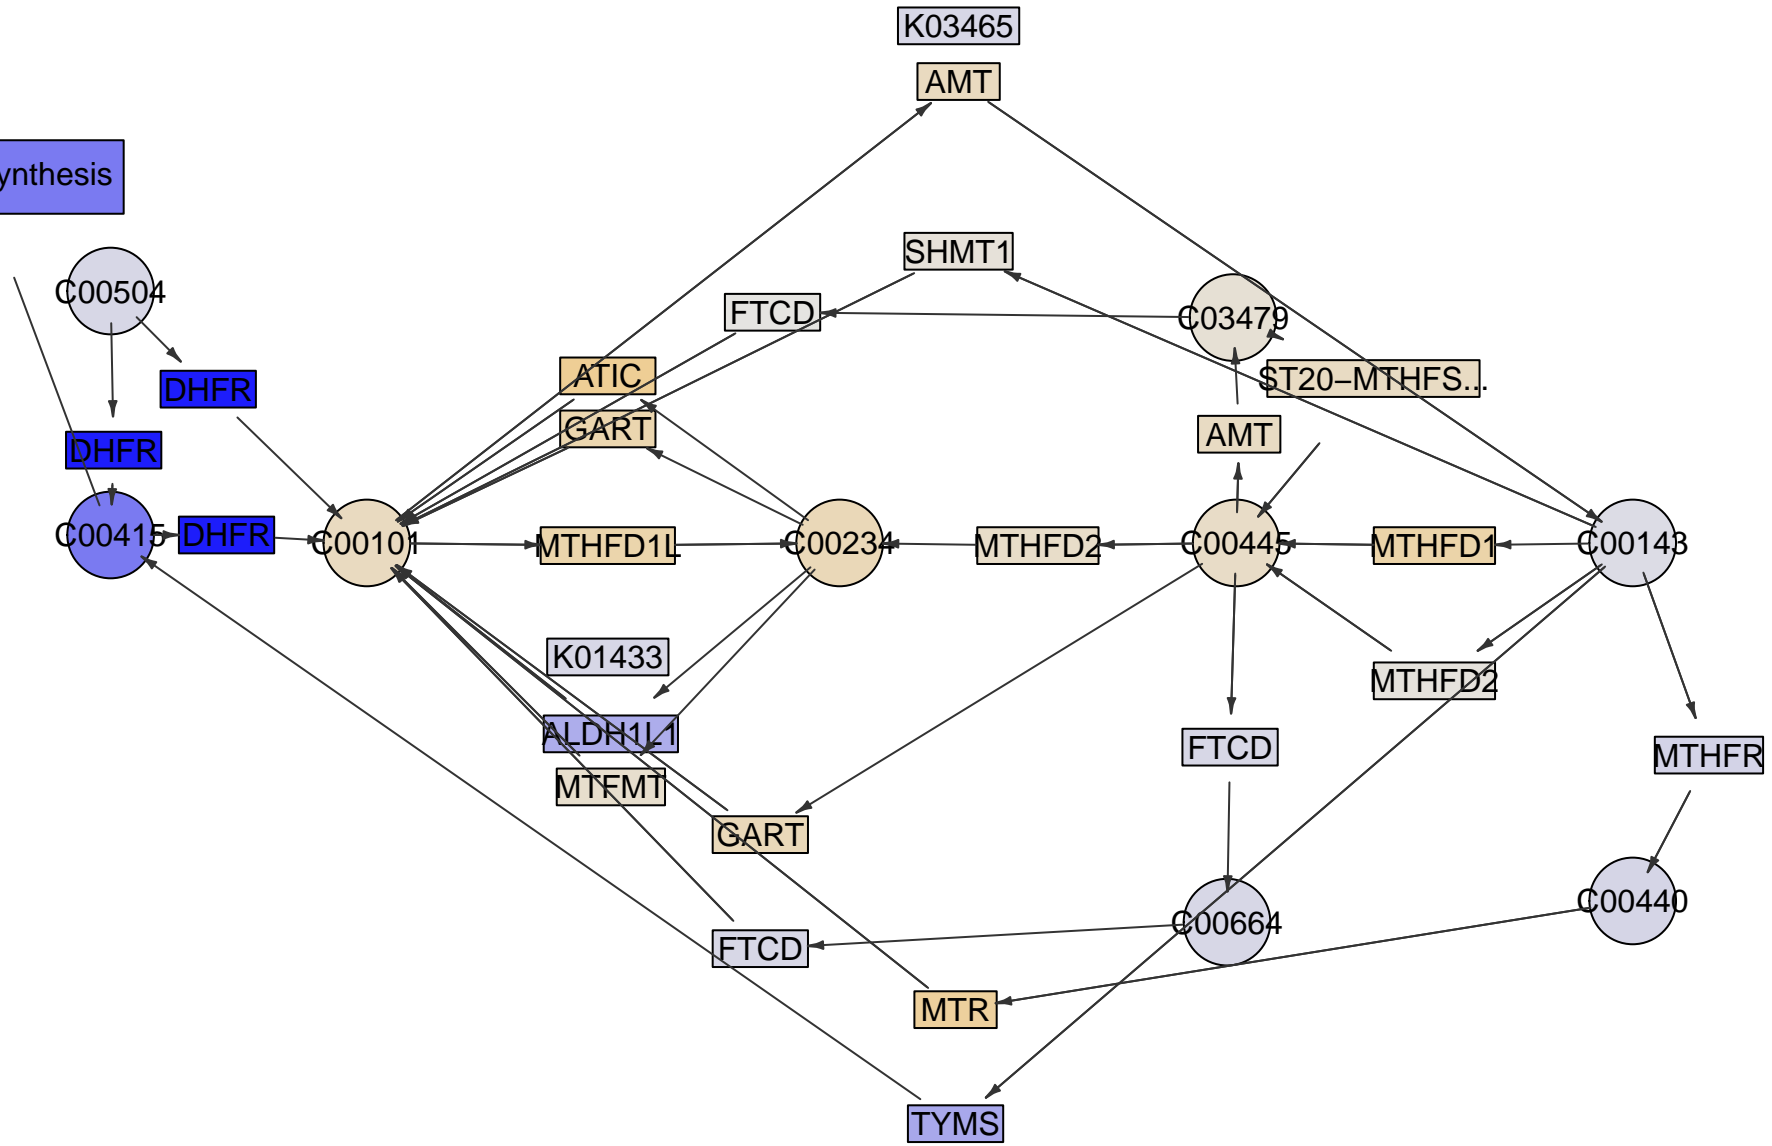 K03465
AMT
ynthesis
SHMT1
C00504
FTCD
C03479
ATIC
ST20−MTHFS...
DHFR
GART
AMT
DHFR
C00415
DHFR
C00101
MTHFD1L
C00234
MTHFD2
C00445
MTHFD1
C00143
K01433
MTHFD2
ALDH1L1
FTCD
MTHFR
MTFMT
GART
C00440
C00664
FTCD
MTR
TYMS